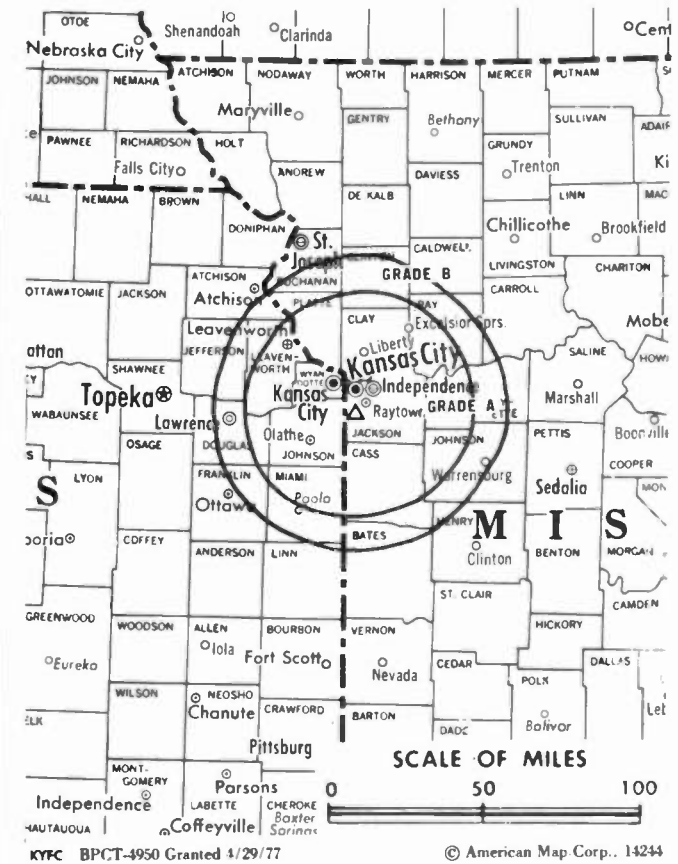 OTOE
Shenandoah
Clarinda
Nebraska City
JOHNSON NEMAHA ATCHISON NODAWAY WORTH HARRISON MERCER PUTNAM
Maryville
GENTRY Bethany SULLIVAN
PAWNEE RICHARDSON HOLT GRUNDY
Falls City ANDREW DAVIESS Trenton
DE KALB LINN
NEMAHA BROWN
DONIPHAN St. Joseph Chillicothe Brookfield
CALDWELL LIVINGSTON CHARITON
ATCHISON BUCHANAN GRADE B
OTTAWATOMIE JACKSON Atchison PLATTE RAY CARROLL
CLAY Excelsior Sprs.
Leavenworth
JEFFERSON LEAVENWORTH Liberty SALINE
SHAWNEE WYANDOTTE Kansas City
Topeka Kansas City Independence Marshall
WABAUNSEE Lawrence Raytown GRADE A
OSAGE DOUGLAS Olathe JOHNSON JACKSON JOHNSON PETTIS Boonville
LYON FRANKLIN MIAMI CASS Warrensburg COOPER
S Ottawa Paola Sedalia
HENRY M I S
COFFEY BATES Clinton BENTON MORGAN
ANDERSON LINN
ST. CLAIR CAMDEN
GREENWOOD WOODSON ALLEN BOURBON VERNON HICKORY
Iola
Eureka Fort Scott Nevada CEDAR DALLAS
POLK
WILSON NEOSHO
Chanute CRAWFORD BARTON Bolivar
DADE
Pittsburg
SCALE OF MILES
MONT-
GOMERY Parsons 0 50 100
Independence LABETTE CHEROKE
Baxter Springs
HAUTAUQUA Coffeyville
KYFC BPCT-4950 Granted 4/29/77 © American Map Corp., 14244